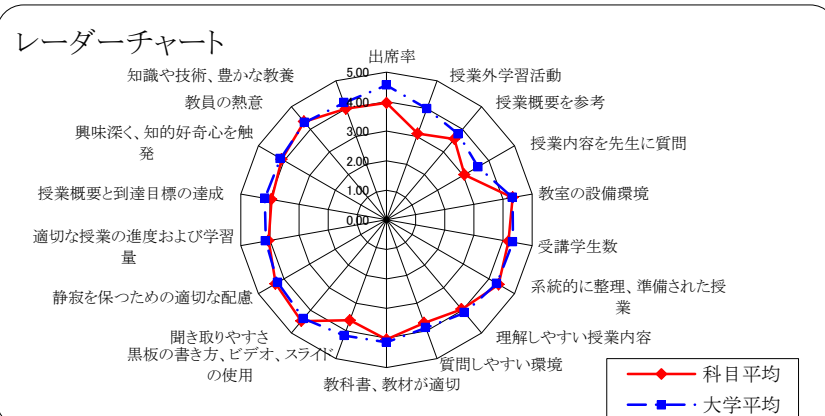 レーダーチャート
出席率
授業外学習活動
授業概要を参考
授業内容を先生に質問
教室の設備環境
受講学生数
系統的に整理、準備された授
業
理解しやすい授業内容
質問しやすい環境
教科書、教材が適切
黒板の書き方、ビデオ、スライド
の使用
聞き取りやすさ
静寂を保つための適切な配慮
適切な授業の進度および学習
量
授業概要と到達目標の達成
興味深く、知的好奇心を触
発
教員の熱意
知識や技術、豊かな教養
5.00
4.00
3.00
2.00
1.00
0.00
科目平均
大学平均